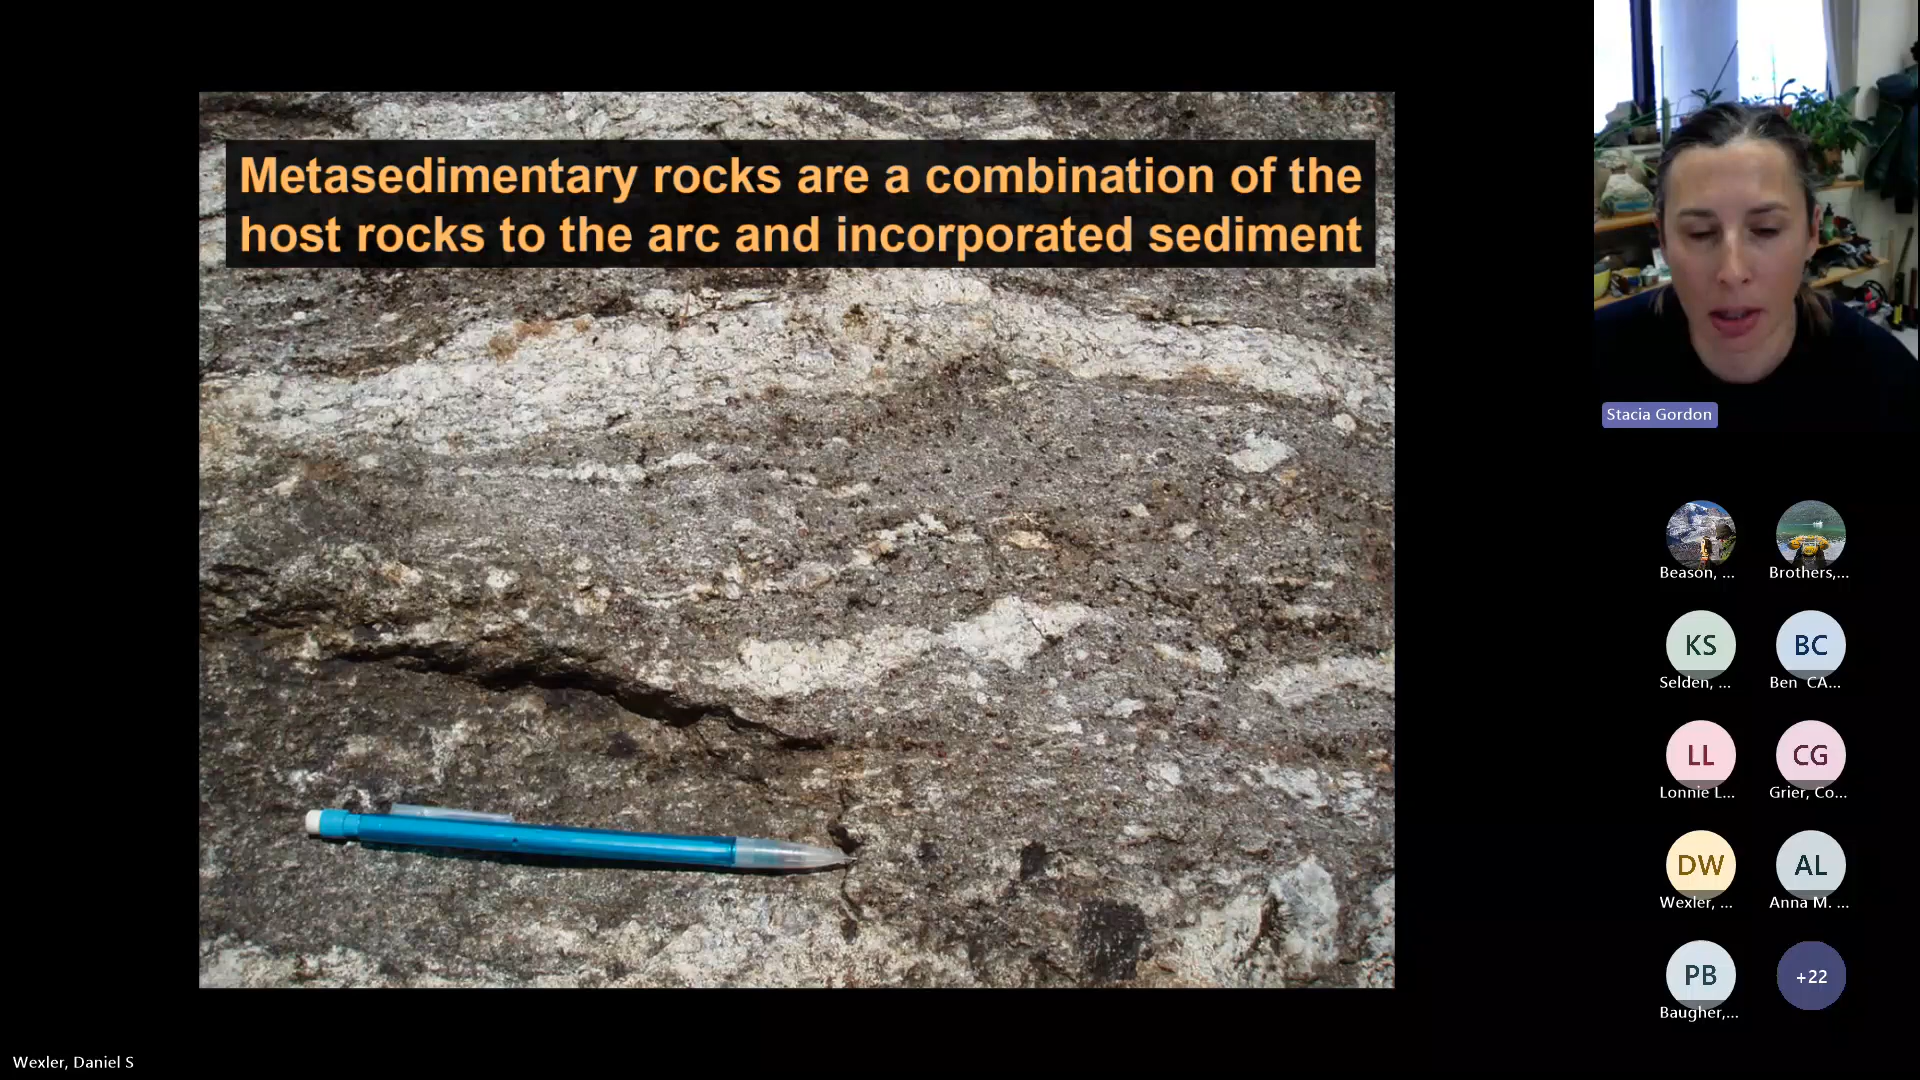 Metasedimentary rocks are a combination of the
host rocks to the arc and incorporated sediment
Stacia Gordon
Beason, ...
Brothers,...
KS
BC
Selden, ...
Ben CA...
LL
CG
Lonnie L...
Grier, Co...
DW
AL
Wexler, ...
Anna M. ...
PB
+22
Baugher,...
Wexler, Daniel S